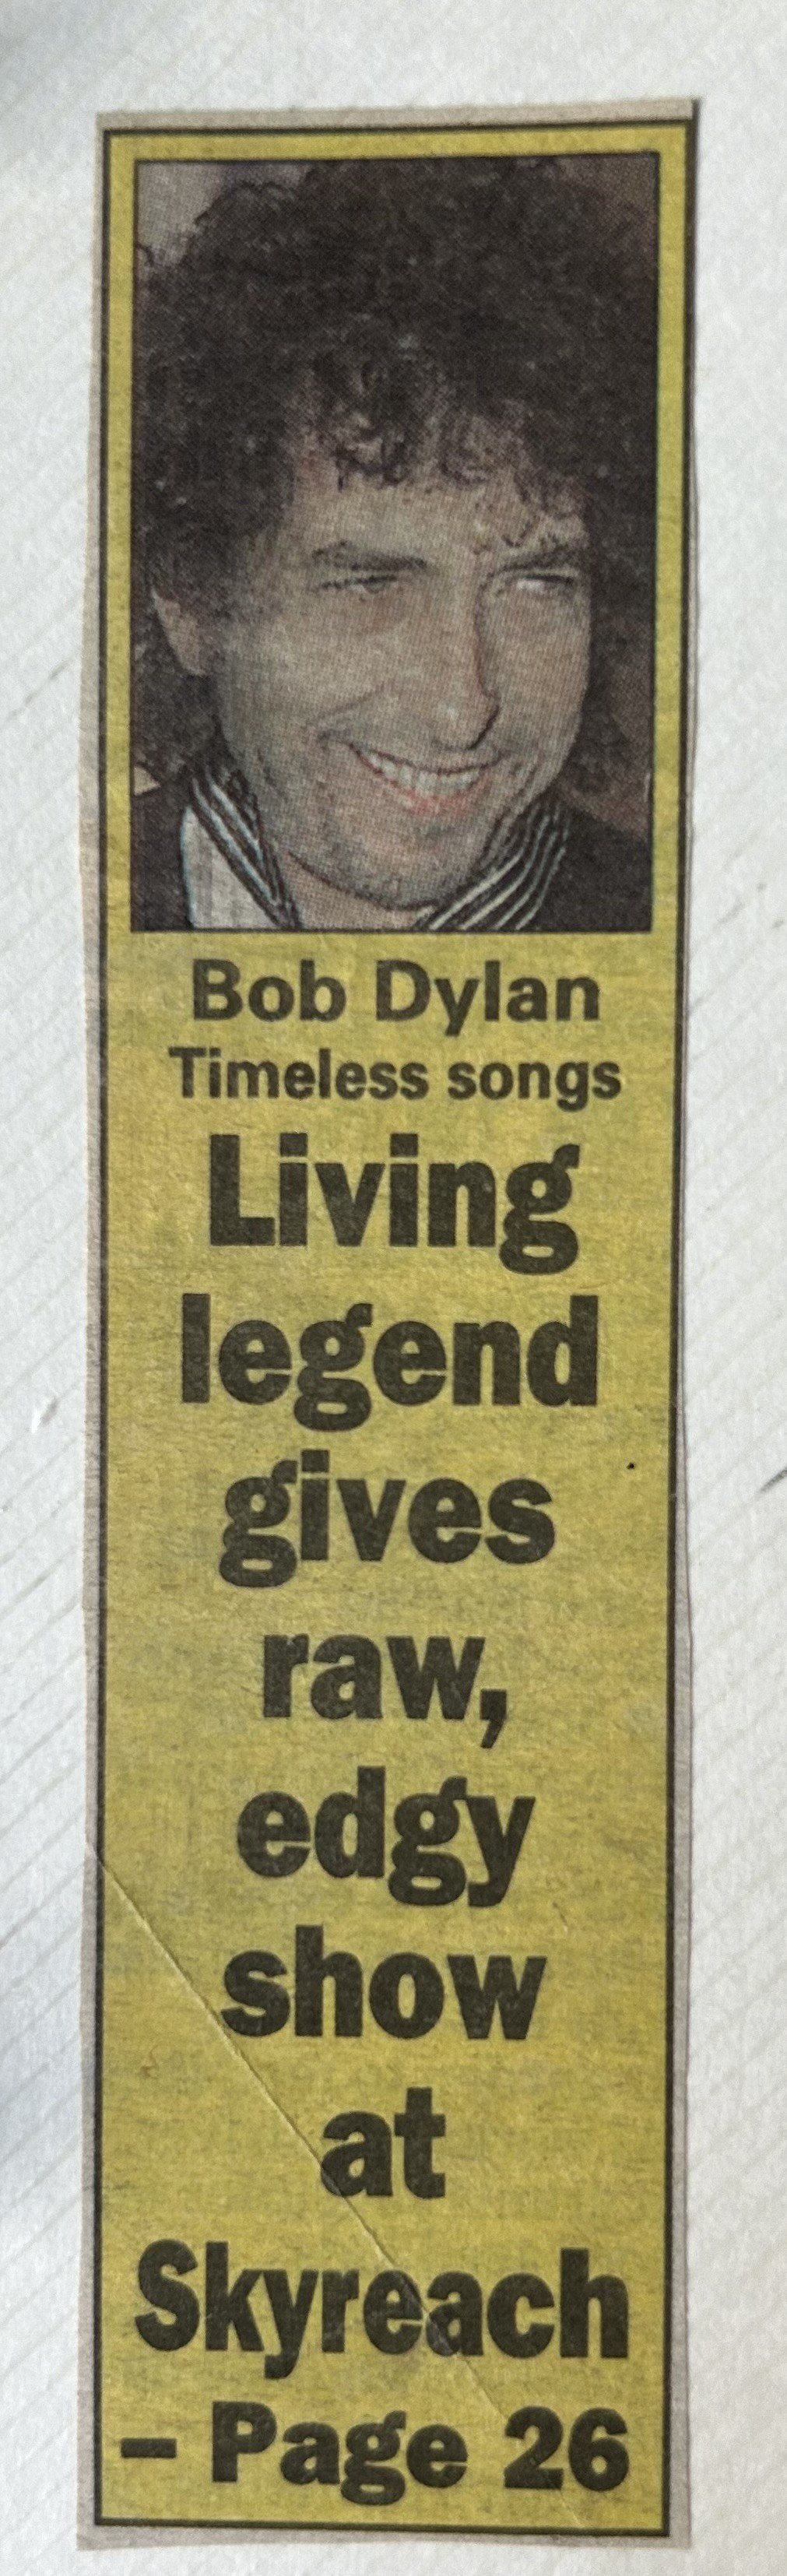 Bob Dylan
Timeless songs
Living
legend
gives
raw,
edgy
show
at
Skyreach
– Page 26